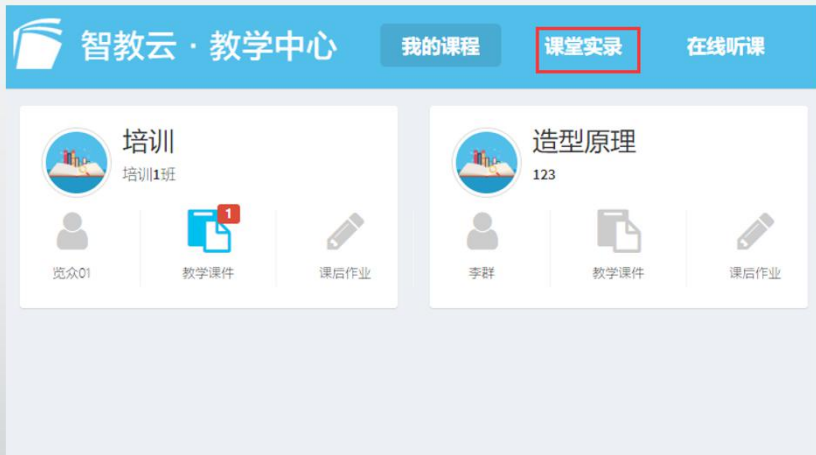 智教云·教学中心 我的课程 课堂实录 在线听课
培训
培训1班
1
览众01 教学课件 课后作业
造型原理
123
李群 教学课件 课后作业